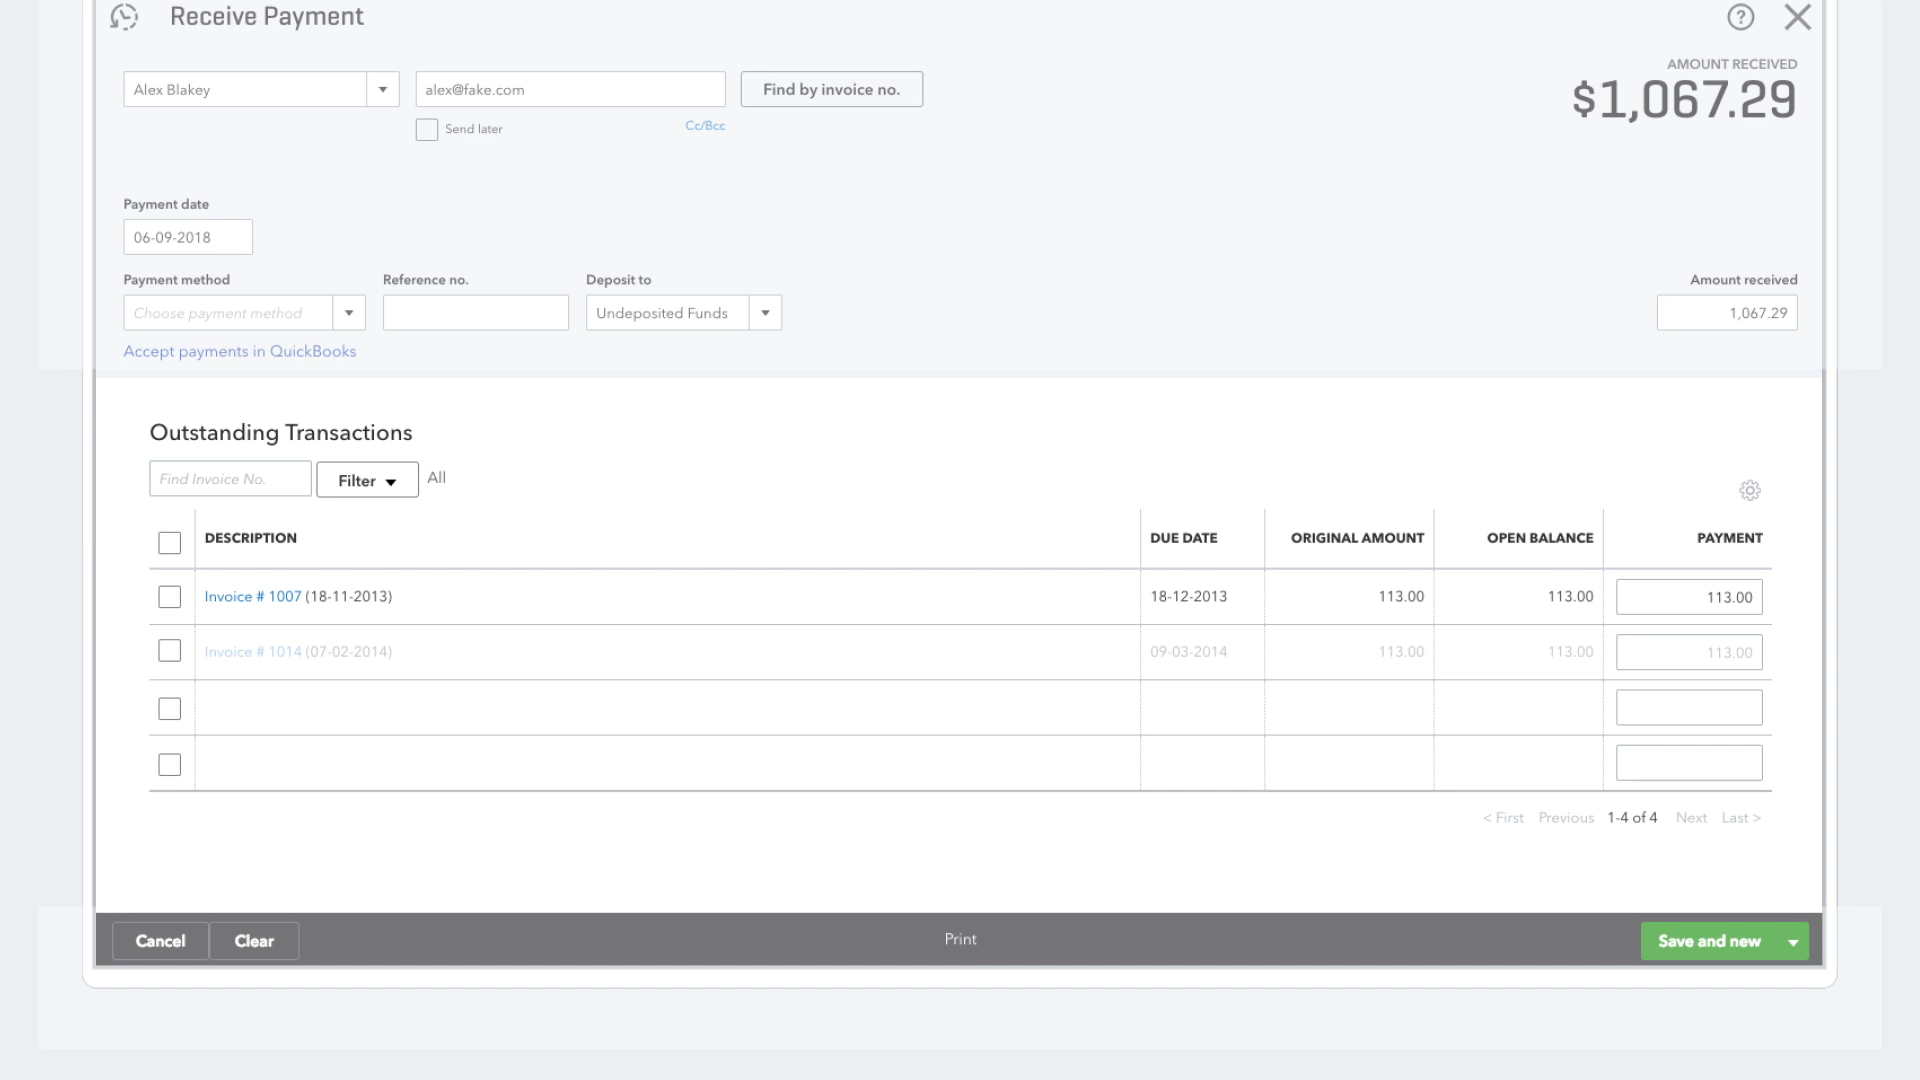 Receive Payment
AMOUNT RECEIVED
$1,067.29
Alex Blakey
alex@fake.com
Find by invoice no.
Send later
Cc/Bcc
Payment date
06-09-2018
Payment method
Reference no.
Deposit to
Amount received
Choose payment method
Undeposited Funds
1,067.29
Accept payments in QuickBooks
Outstanding Transactions
Find Invoice No.
Filter
All
DESCRIPTION DUE DATE ORIGINAL AMOUNT OPEN BALANCE PAYMENT
Invoice # 1007 (18-11-2013) 18-12-2013 113.00 113.00 113.00
Invoice # 1014 (07-02-2014) 09-03-2014 113.00 113.00 113.00
< First Previous 1-4 of 4 Next Last >
Cancel Clear Print Save and new